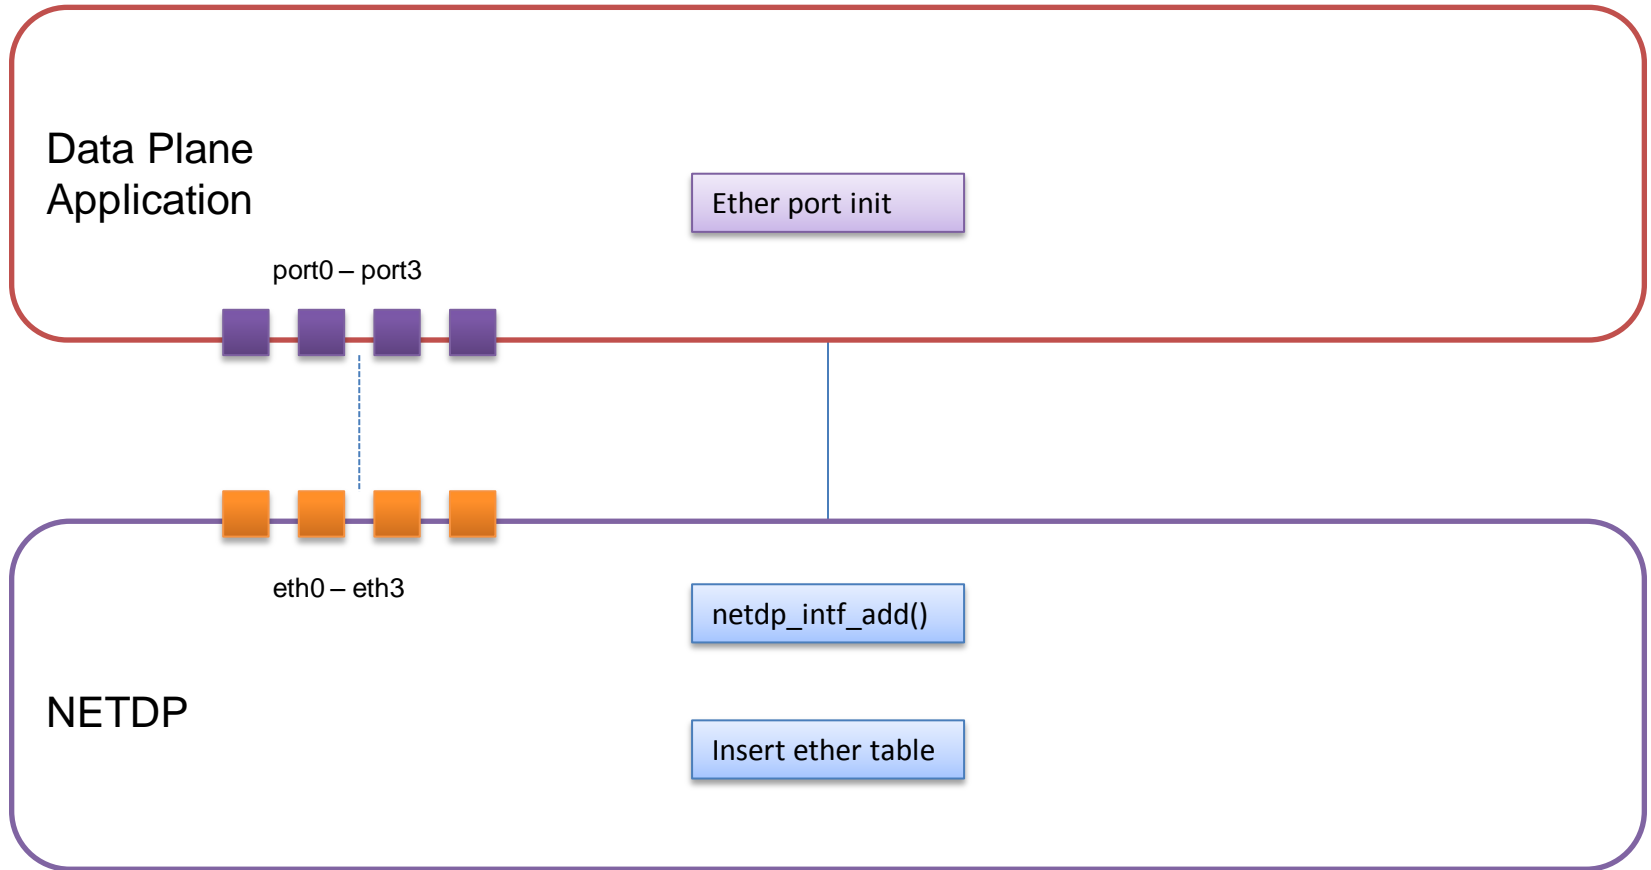 Data Plane
Application
Ether port init
port0 – port3
eth0 – eth3
netdp_intf_add()
NETDP
Insert ether table